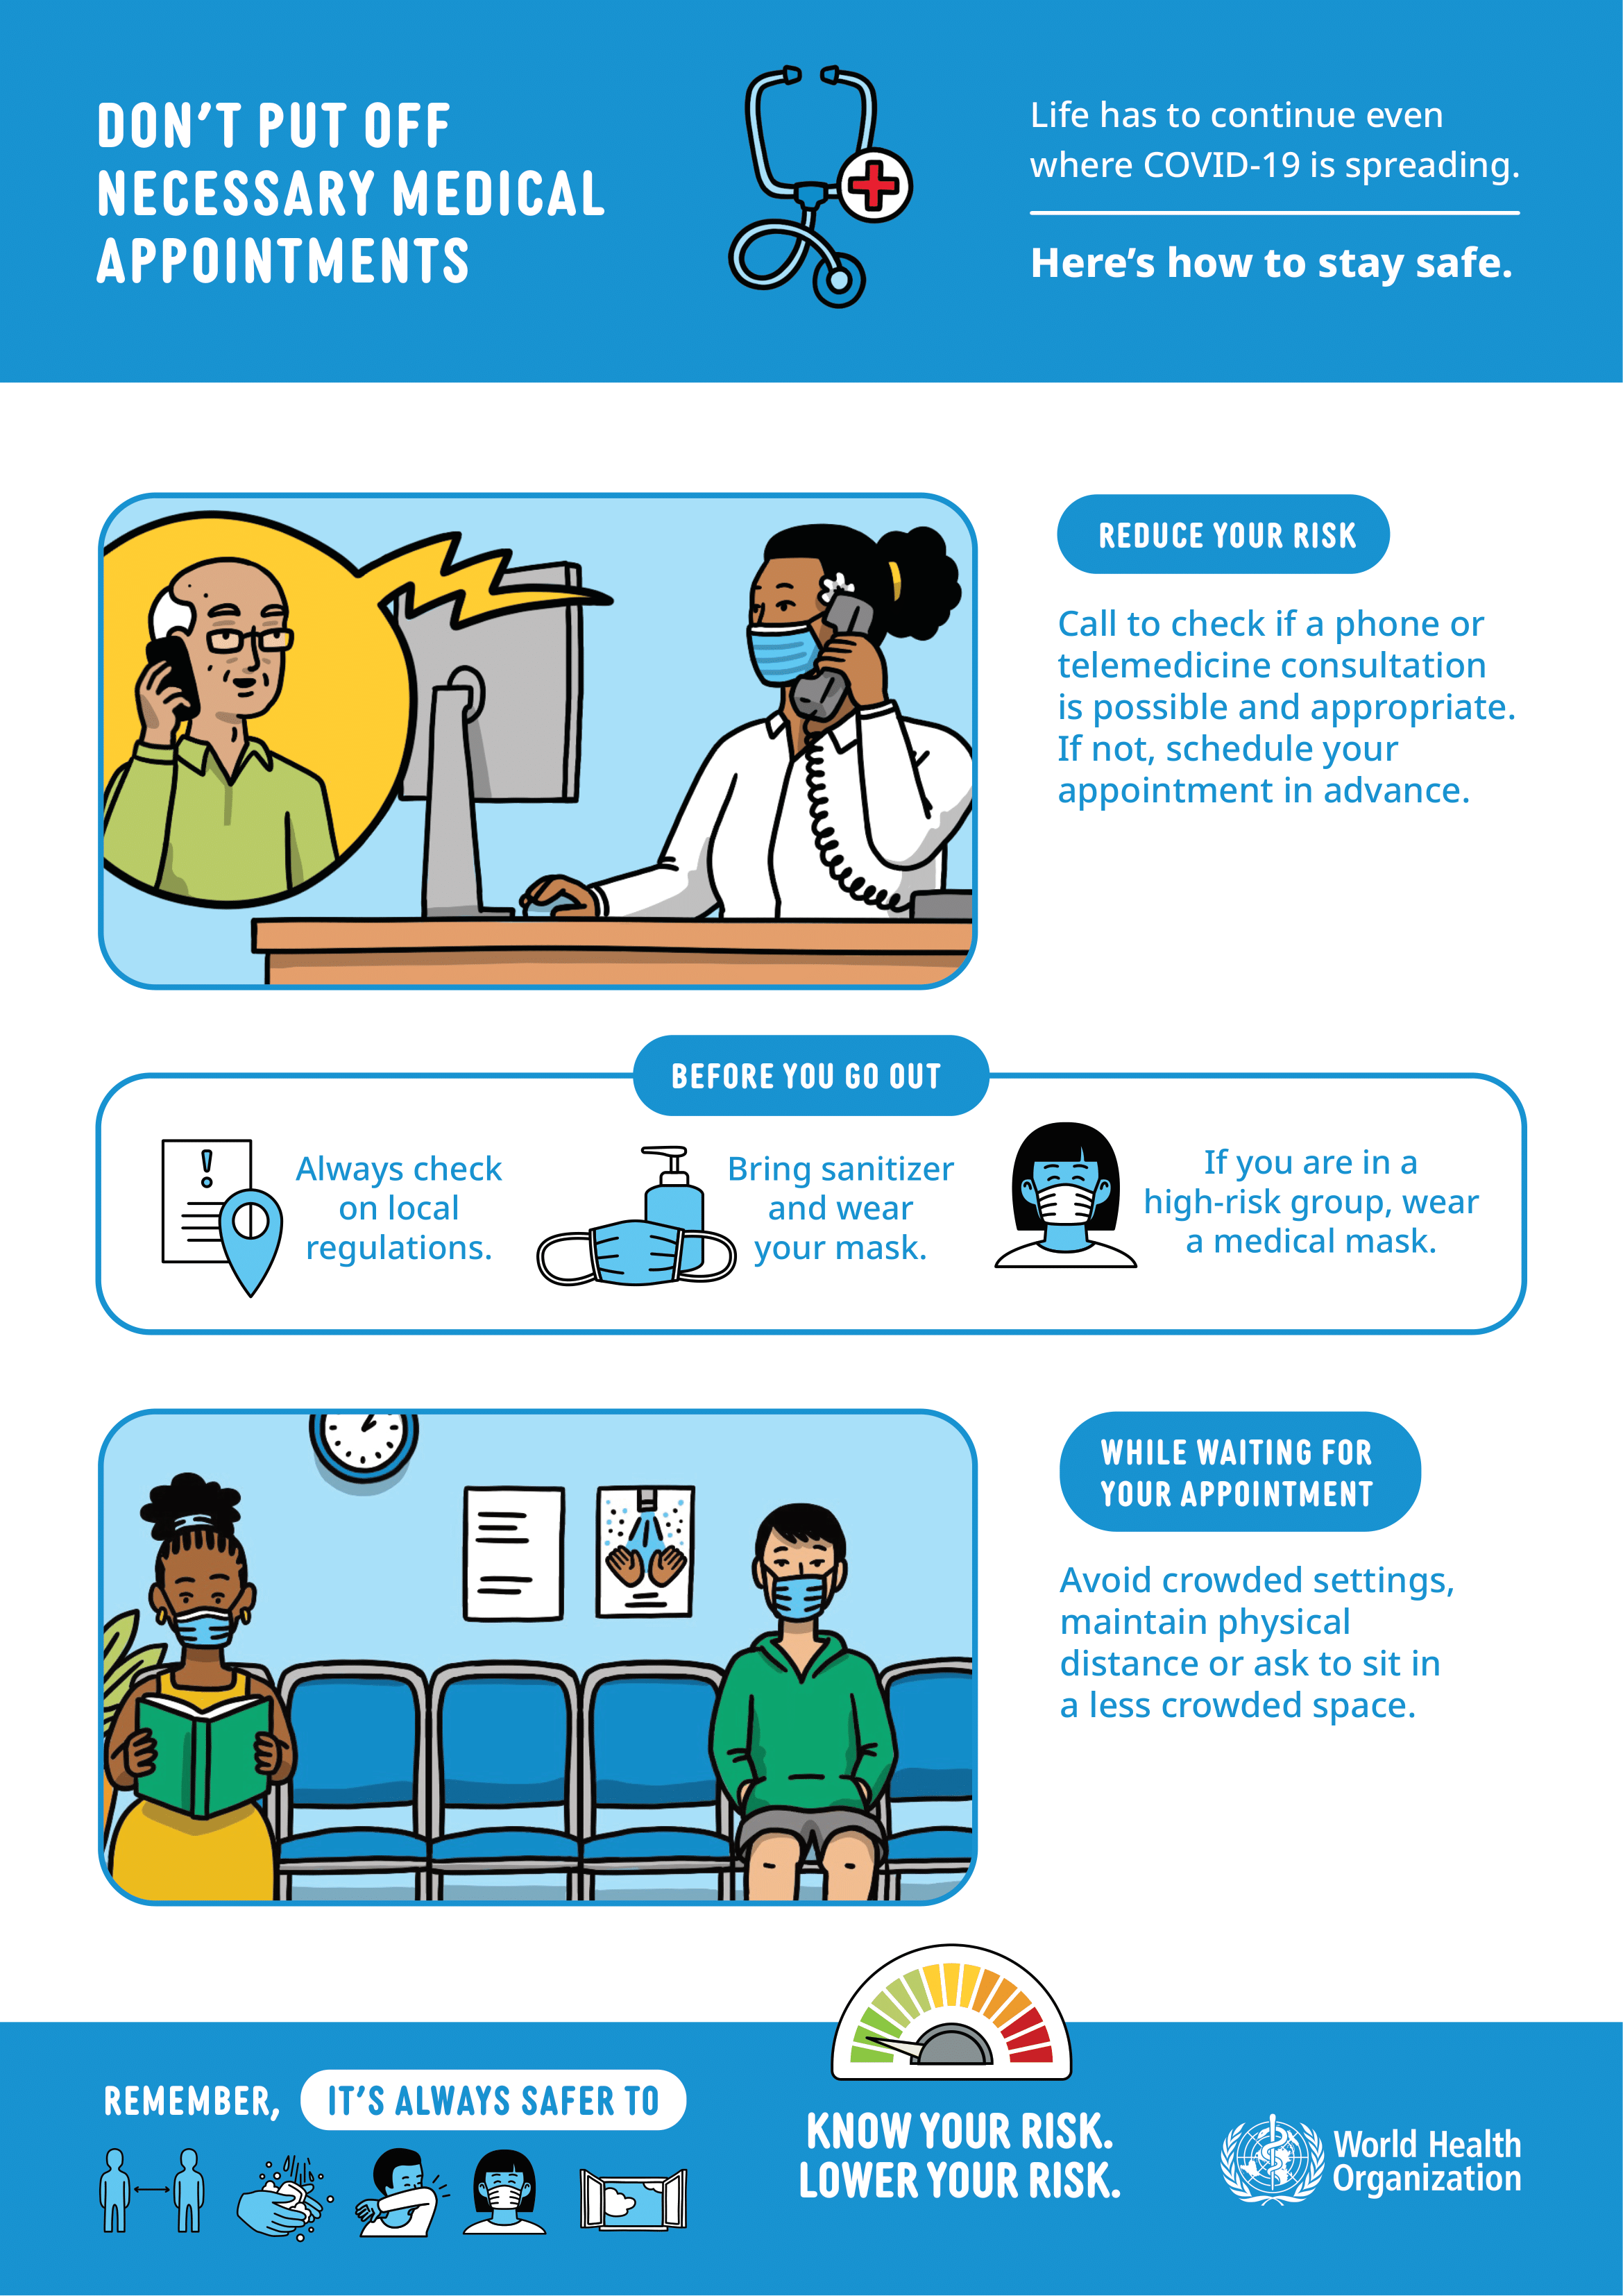 DON'T PUT OFF
NECESSARY MEDICAL
APPOINTMENTS
Life has to continue even
where COVID-19 is spreading.
Here's how to stay safe.
REDUCE YOUR RISK
Call to check if a phone or
telemedicine consultation
is possible and appropriate.
If not, schedule your
appointment in advance.
BEFORE YOU GO OUT
Always check
on local
regulations.
Bring sanitizer
and wear
your mask.
If you are in a
high-risk group, wear
a medical mask.
WHILE WAITING FOR
YOUR APPOINTMENT
Avoid crowded settings,
maintain physical
distance or ask to sit in
a less crowded space.
REMEMBER, IT'S ALWAYS SAFER TO
KNOW YOUR RISK.
LOWER YOUR RISK.
World Health
Organization